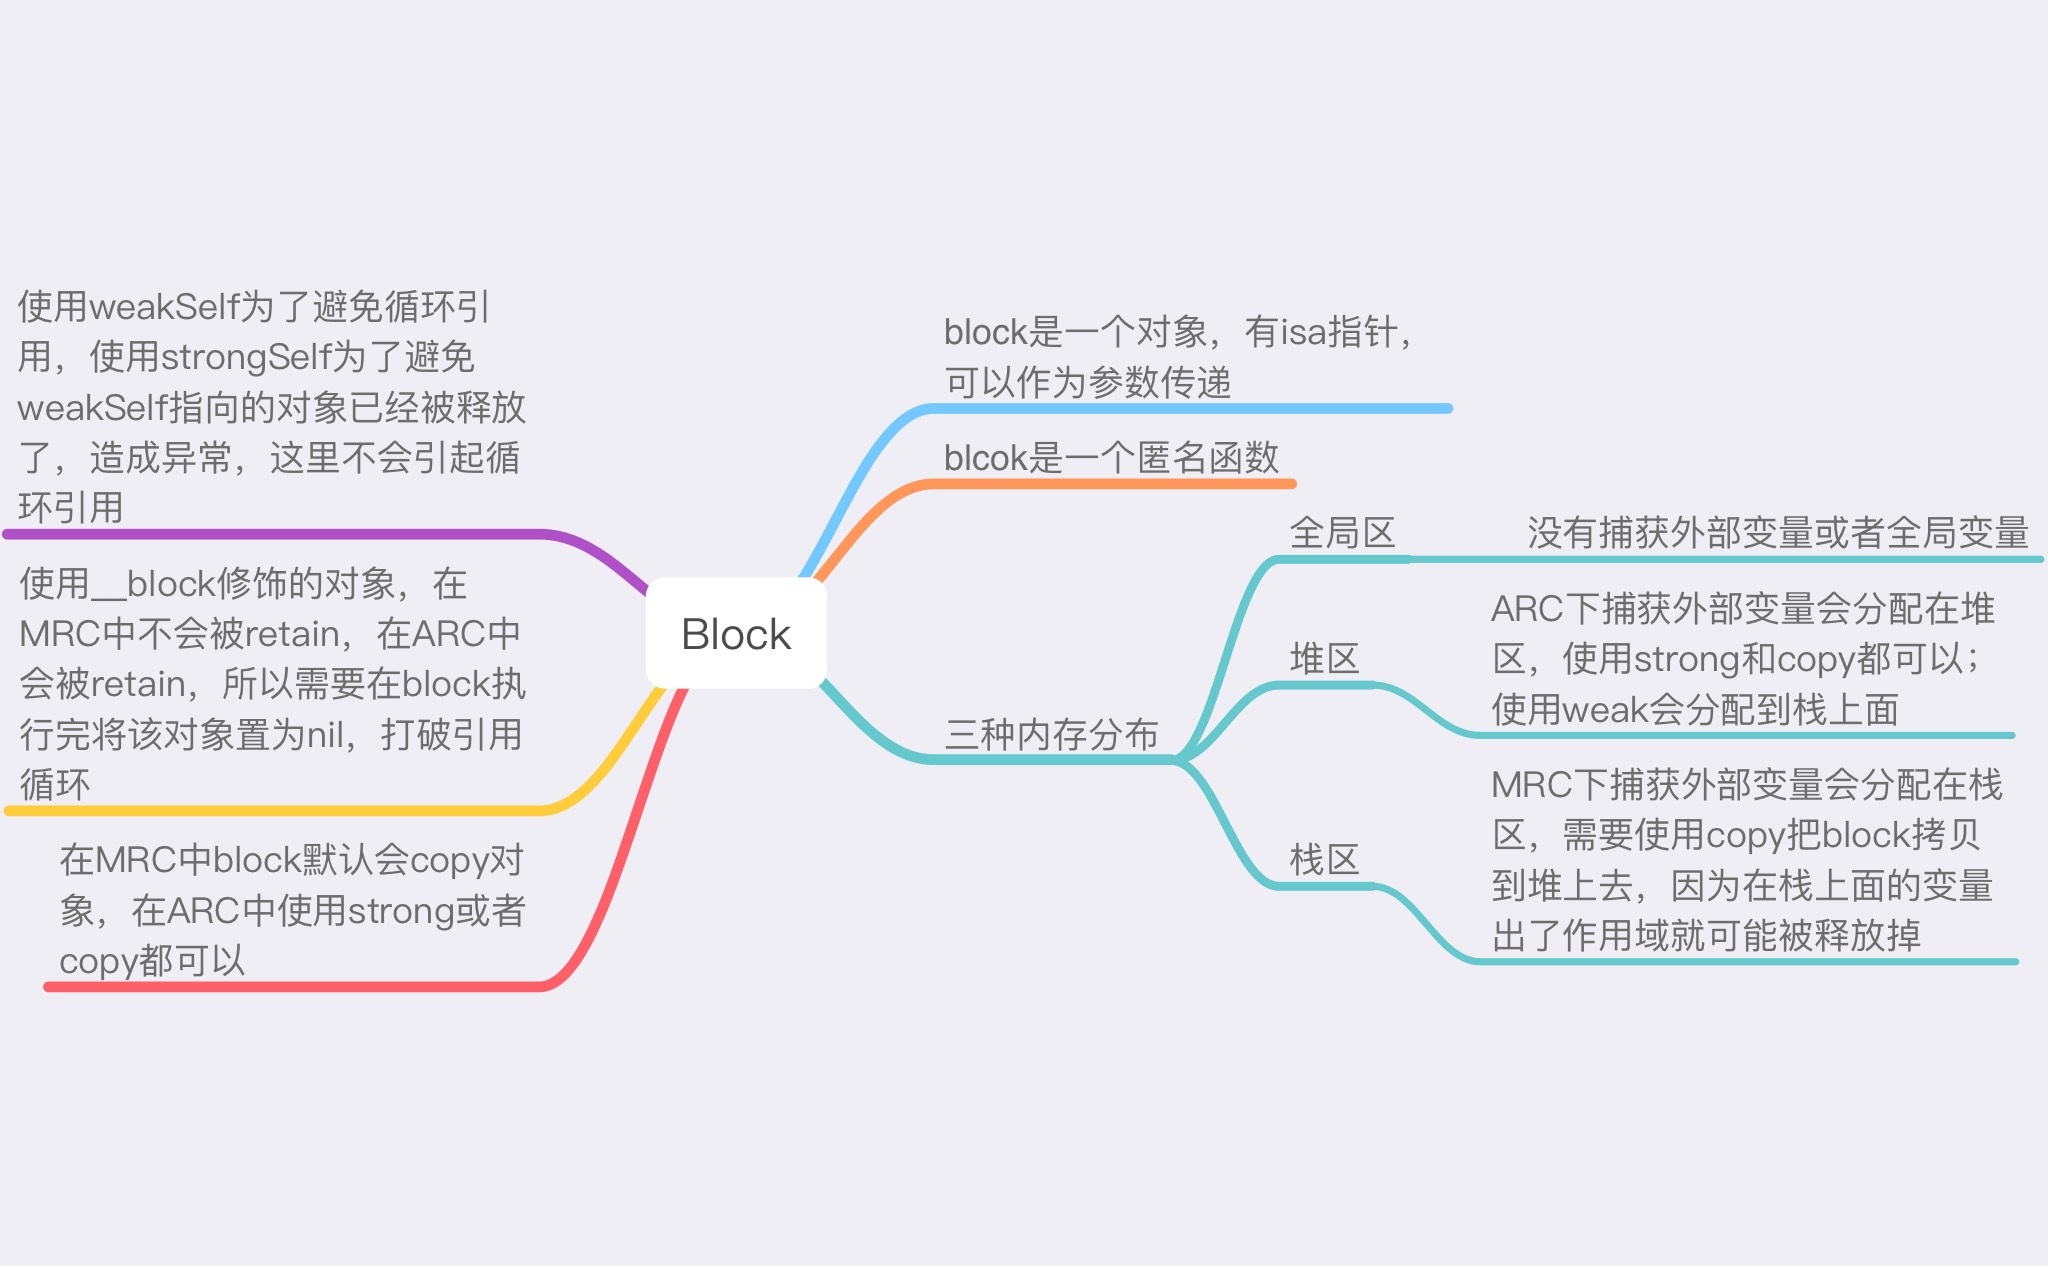 Block
block是一个对象，有isa指针，
可以作为参数传递
blcok是一个匿名函数
三种内存分布
全局区
没有捕获外部变量或者全局变量
堆区
ARC下捕获外部变量会分配在堆
区，使用strong和copy都可以；
使用weak会分配到栈上面
栈区
MRC下捕获外部变量会分配在栈
区，需要使用copy把block拷贝
到堆上去，因为在栈上面的变量
出了作用域就可能被释放掉
使用weakSelf为了避免循环引
用，使用strongSelf为了避免
weakSelf指向的对象已经被释放
了，造成异常，这里不会引起循
环引用
使用__block修饰的对象，在
MRC中不会被retain，在ARC中
会被retain，所以需要在block执
行完将该对象置为nil，打破引用
循环
在MRC中block默认会copy对
象，在ARC中使用strong或者
copy都可以